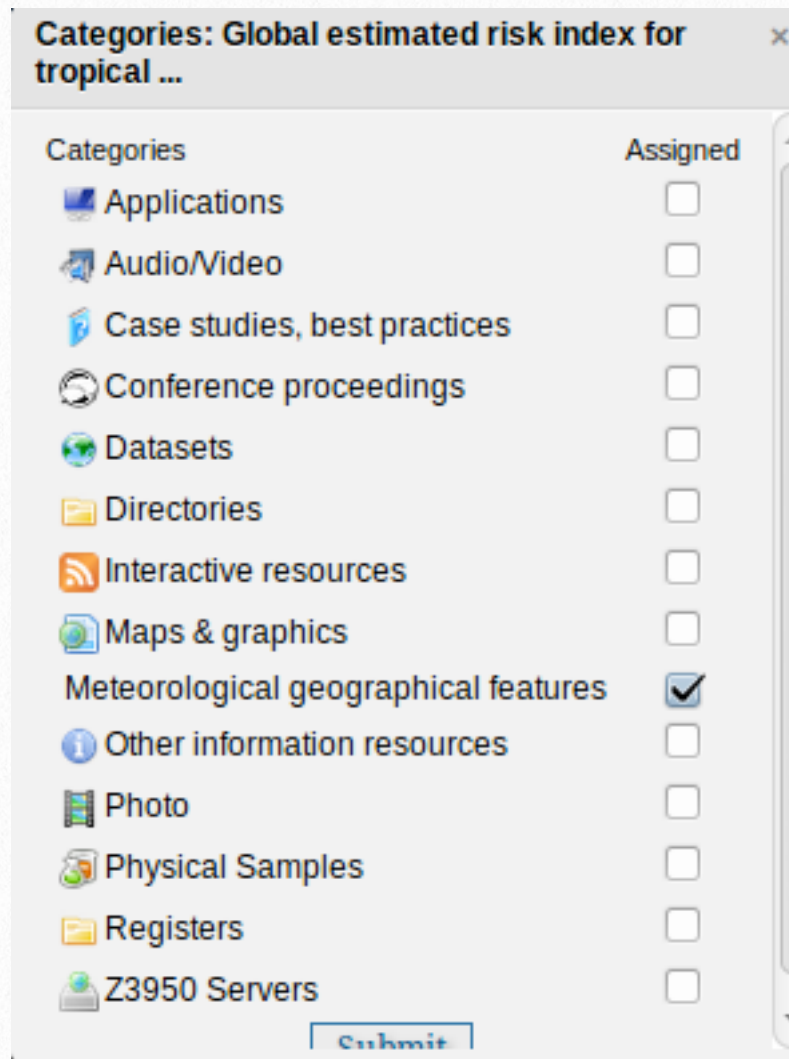 Categories: Global estimated risk index for
tropical ...
×
Categories Assigned
Applications
Audio/Video
Case studies, best practices
Conference proceedings
Datasets
Directories
Interactive resources
Maps & graphics
Meteorological geographical features
Other information resources
Photo
Physical Samples
Registers
Z3950 Servers
Submit